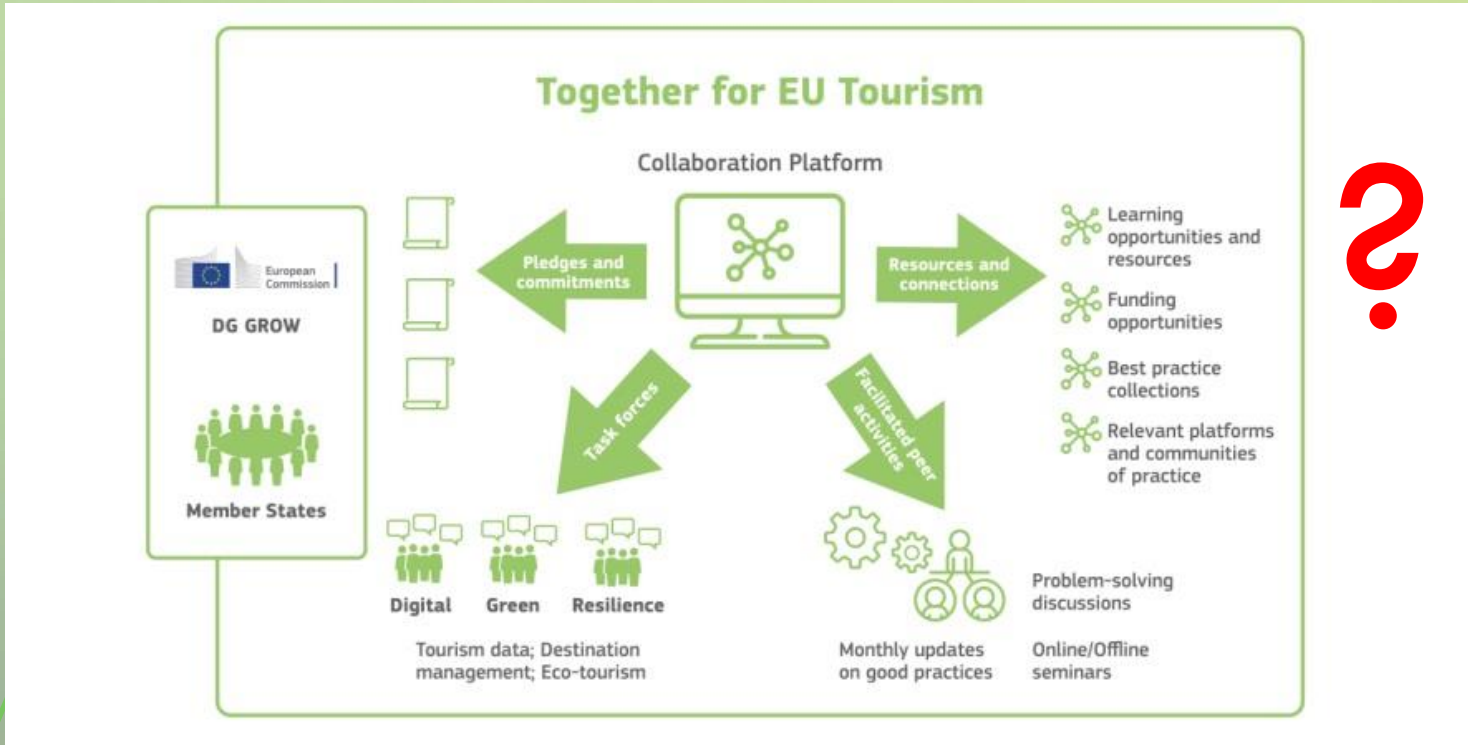 Together for EU Tourism
Collaboration Platform
European
Commission
DG GROW
Member States
Pledges and
commitments
Resources and
connections
Learning
opportunities and
resources
Funding
opportunities
Best practice
collections
Relevant platforms
and communities
of practice
?
Task forces
Facilitated peer
activities
Digital
Green
Resilience
Tourism data; Destination
management; Eco-tourism
Problem-solving
discussions
Monthly updates
on good practices
Online/Offline
seminars